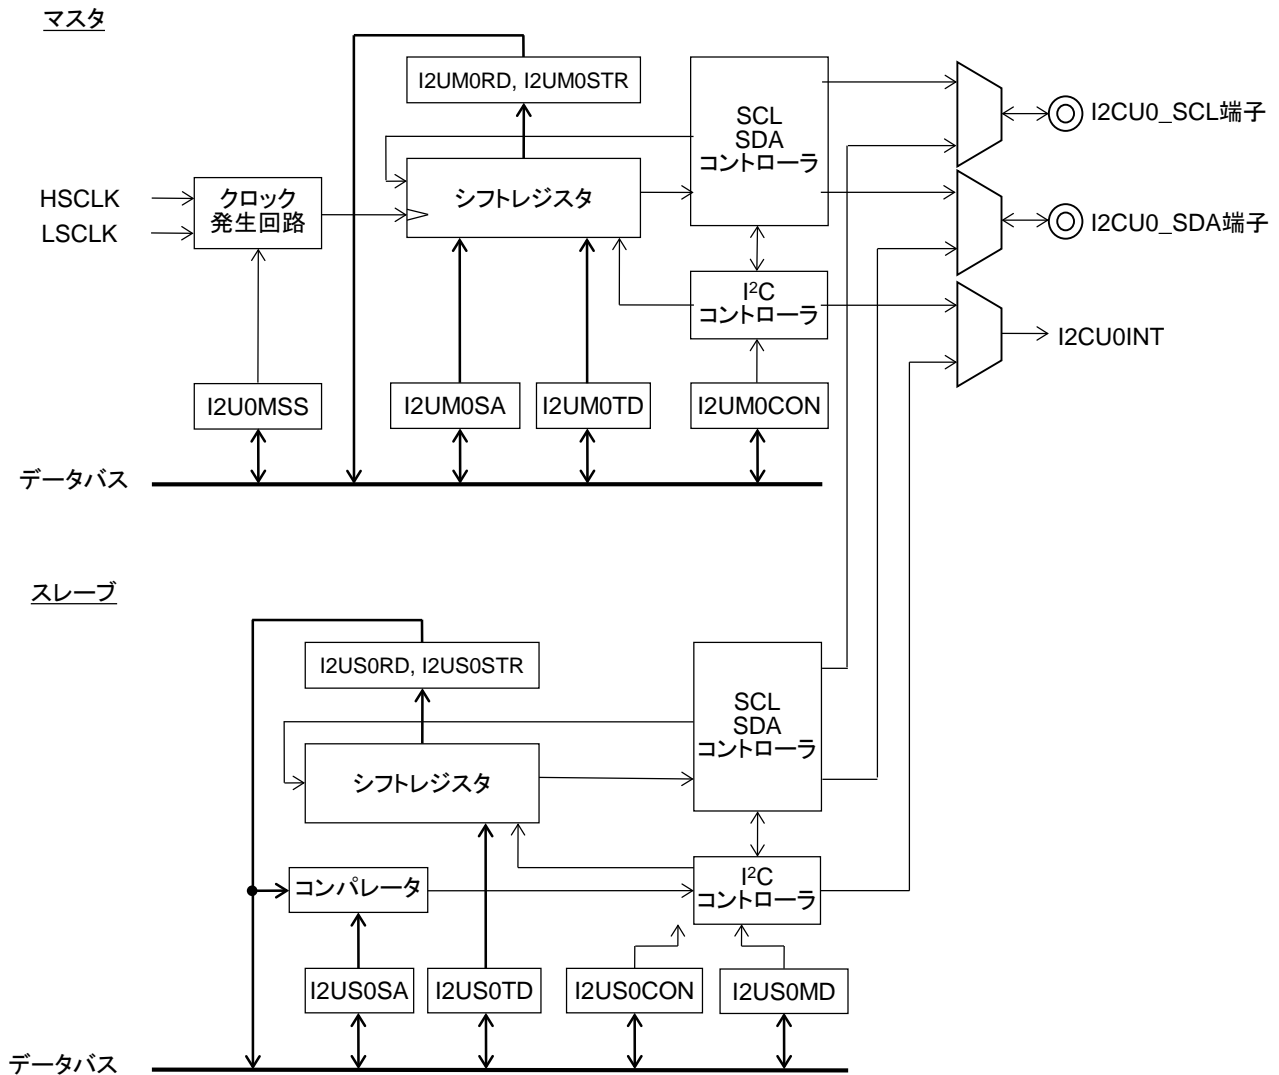 マスタ
I2UM0RD, I2UM0STR
SCL
SDA
コントローラ
I2CU0_SCL端子
HSCLK
LSCLK
クロック
発生回路
シフトレジスタ
I2CU0_SDA端子
I²C
コントローラ
I2CU0INT
I2U0MSS
I2UM0SA
I2UM0TD
I2UM0CON
データバス
スレーブ
I2US0RD, I2US0STR
SCL
SDA
コントローラ
シフトレジスタ
コンパレータ
I²C
コントローラ
I2US0SA
I2US0TD
I2US0CON
I2US0MD
データバス